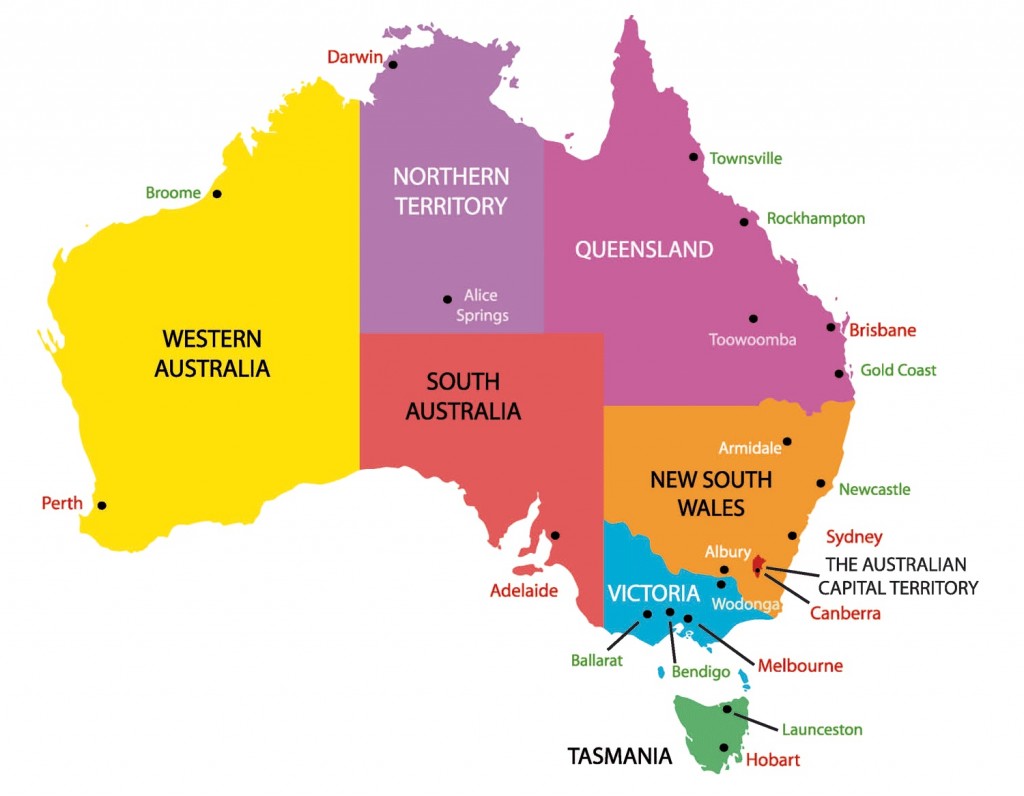 Darwin
Townsville
NORTHERN
TERRITORY
Broome
Rockhampton
QUEENSLAND
Alice
Springs
WESTERN
AUSTRALIA
Toowoomba
Brisbane
Gold Coast
SOUTH
AUSTRALIA
Armidale
NEW SOUTH
WALES
Newcastle
Perth
Sydney
Albury
THE AUSTRALIAN
CAPITAL TERRITORY
Adelaide
VICTORIA
Wodonga
Canberra
Ballarat
Bendigo
Melbourne
Launceston
TASMANIA
Hobart